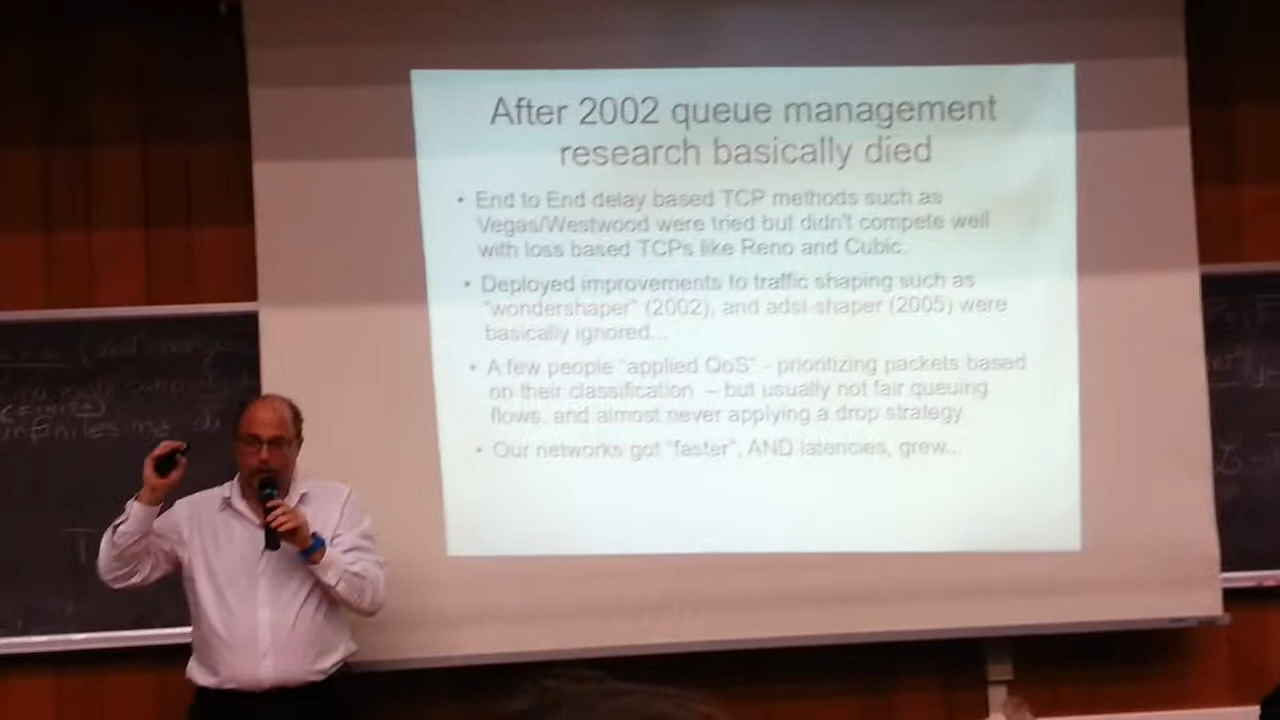 After 2002 queue management
research basically died
• End to End delay based TCP methods such as
Vegas/Westwood were tried but didn't compete well
with loss based TCPs like Reno and Cubic.
• Deployed improvements to traffic shaping such as
"wondershaper" (2002), and adsl-shaper (2005) were
basically ignored...
• A few people "applied QoS" - prioritizing packets based
on their classification – but usually not fair queuing
flows, and almost never applying a drop strategy
• Our networks got "faster", AND latencies, grew..